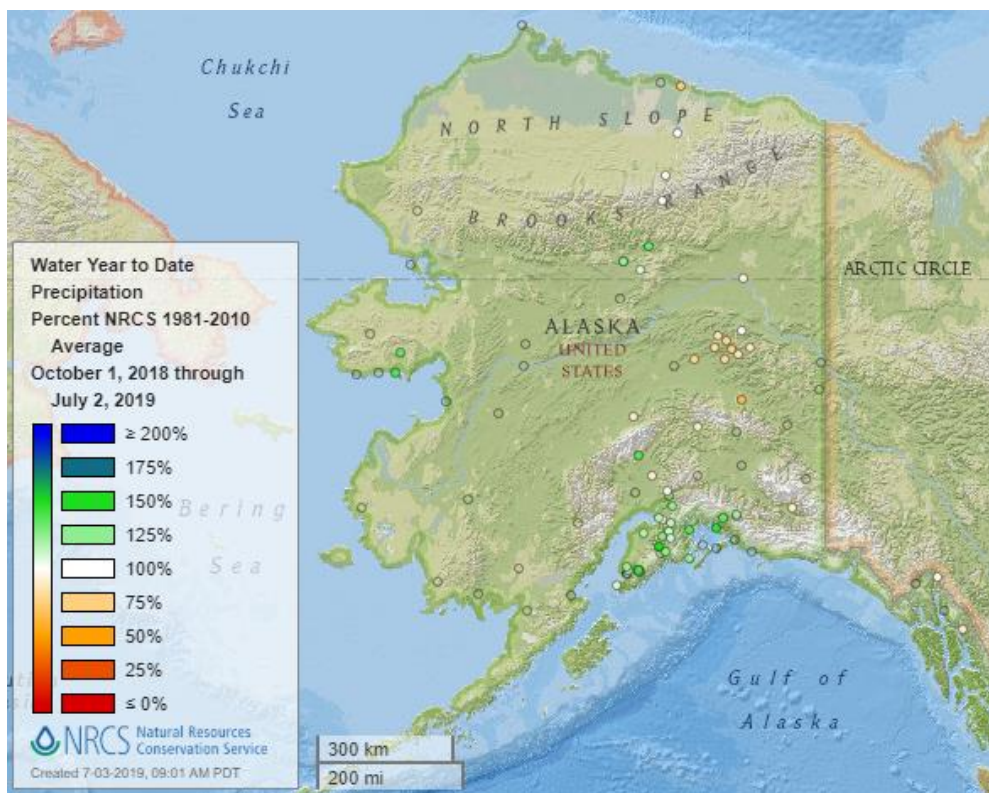 Chukchi
Sea
NORTH SLOPE
BROOKS RANGE
ARCTIC CIRCLE
ALASKA
UNITED
STATES
Bering
Sea
Gulf of
Alaska
Water Year to Date
Precipitation
Percent NRCS 1981-2010
Average
October 1, 2018 through
July 2, 2019
≥ 200%
175%
150%
125%
100%
75%
50%
25%
≤ 0%
NRCS Natural Resources
Conservation Service
Created 7-03-2019, 09:01 AM PDT
300 km
200 mi